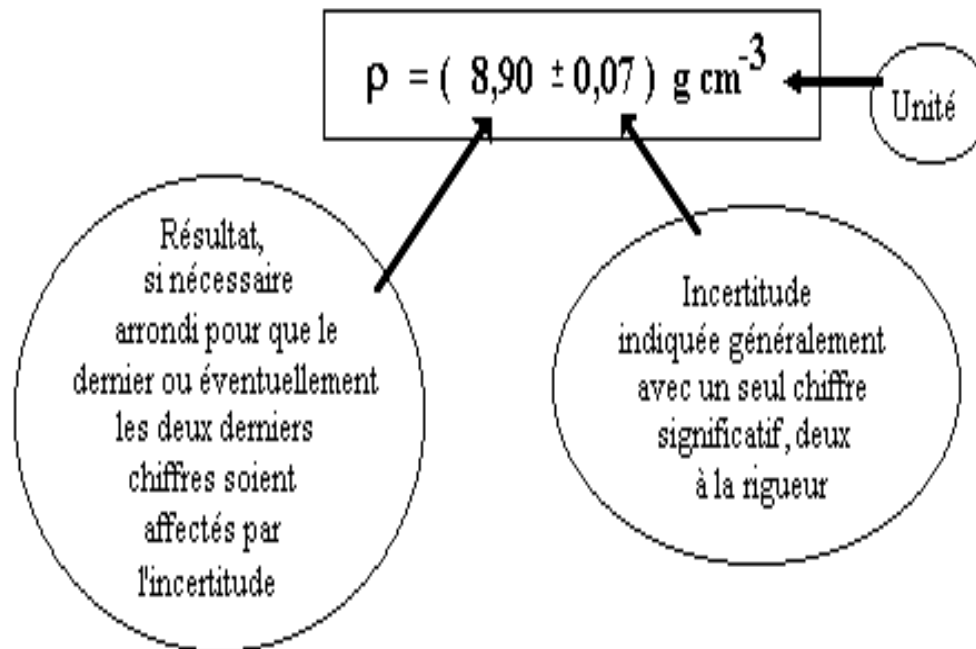 ρ = ( 8,90 ± 0,07 ) g cm⁻³
Unité
Résultat,
si nécessaire
arrondi pour que le
dernier ou éventuellement
les deux derniers
chiffres soient
affectés par
l'incertitude
Incertitude
indiquée généralement
avec un seul chiffre
significatif, deux
à la rigueur